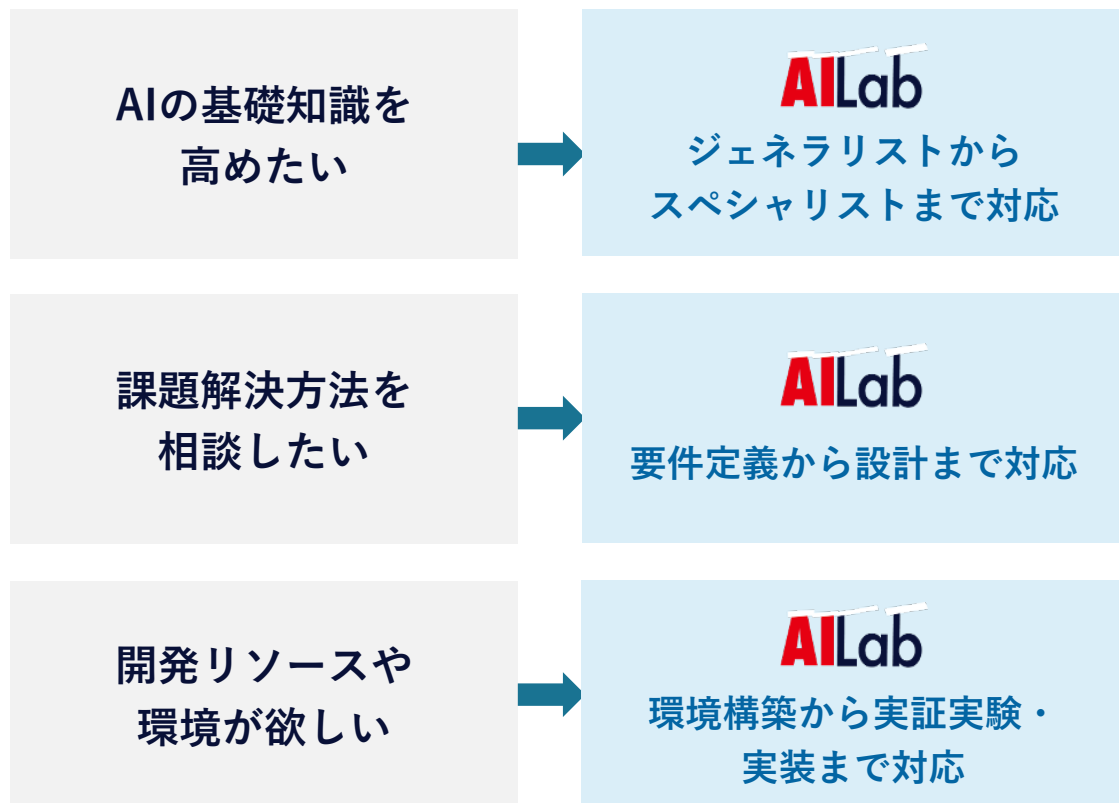 AIの基礎知識を
高めたい
AILab
ジェネラリストから
スペシャリストまで対応
課題解決方法を
相談したい
AILab
要件定義から設計まで対応
開発リソースや
環境が欲しい
AILab
環境構築から実証実験・
実装まで対応